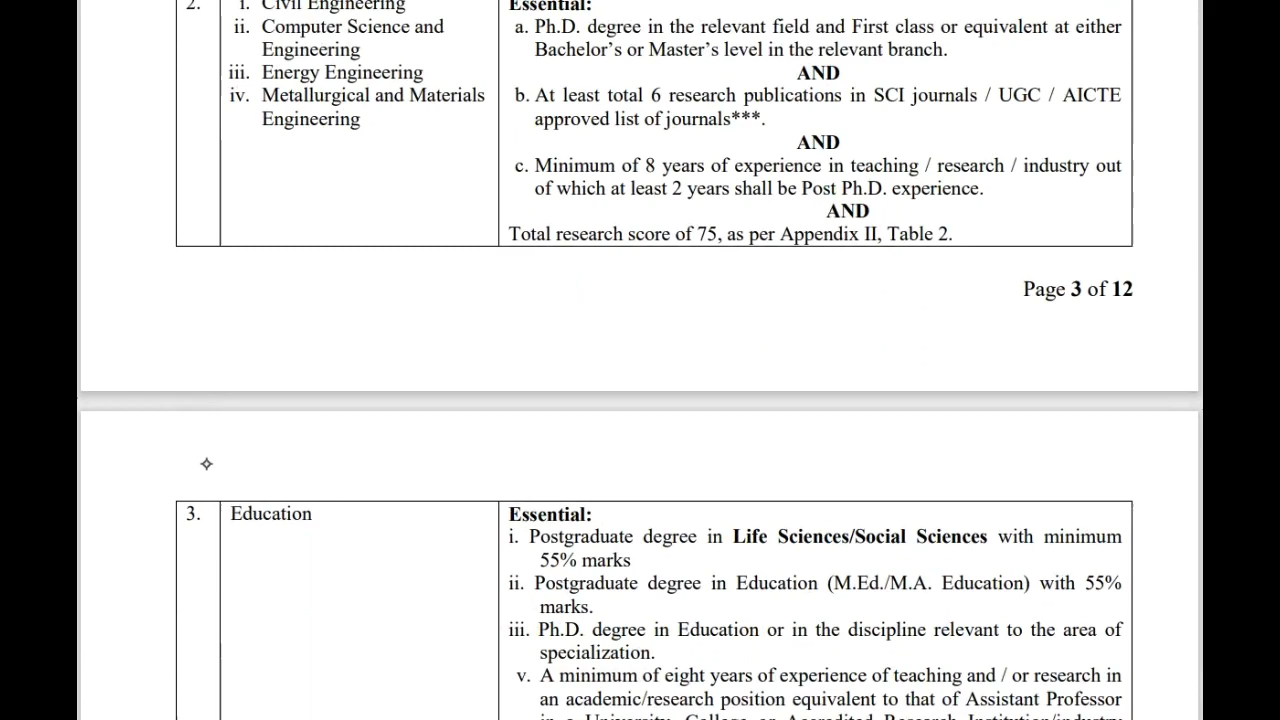 2.
i. Civil Engineering
ii. Computer Science and
Engineering
iii. Energy Engineering
iv. Metallurgical and Materials
Engineering
Essential:
a. Ph.D. degree in the relevant field and First class or equivalent at either
Bachelor's or Master's level in the relevant branch.
AND
b. At least total 6 research publications in SCI journals / UGC / AICTE
approved list of journals***.
AND
c. Minimum of 8 years of experience in teaching / research / industry out
of which at least 2 years shall be Post Ph.D. experience.
AND
Total research score of 75, as per Appendix II, Table 2.
Page 3 of 12
3.
Education
Essential:
i. Postgraduate degree in Life Sciences/Social Sciences with minimum
55% marks
ii. Postgraduate degree in Education (M.Ed./M.A. Education) with 55%
marks.
iii. Ph.D. degree in Education or in the discipline relevant to the area of
specialization.
v. A minimum of eight years of experience of teaching and / or research in
an academic/research position equivalent to that of Assistant Professor
in a University, College or Accredited Research Institution/industry